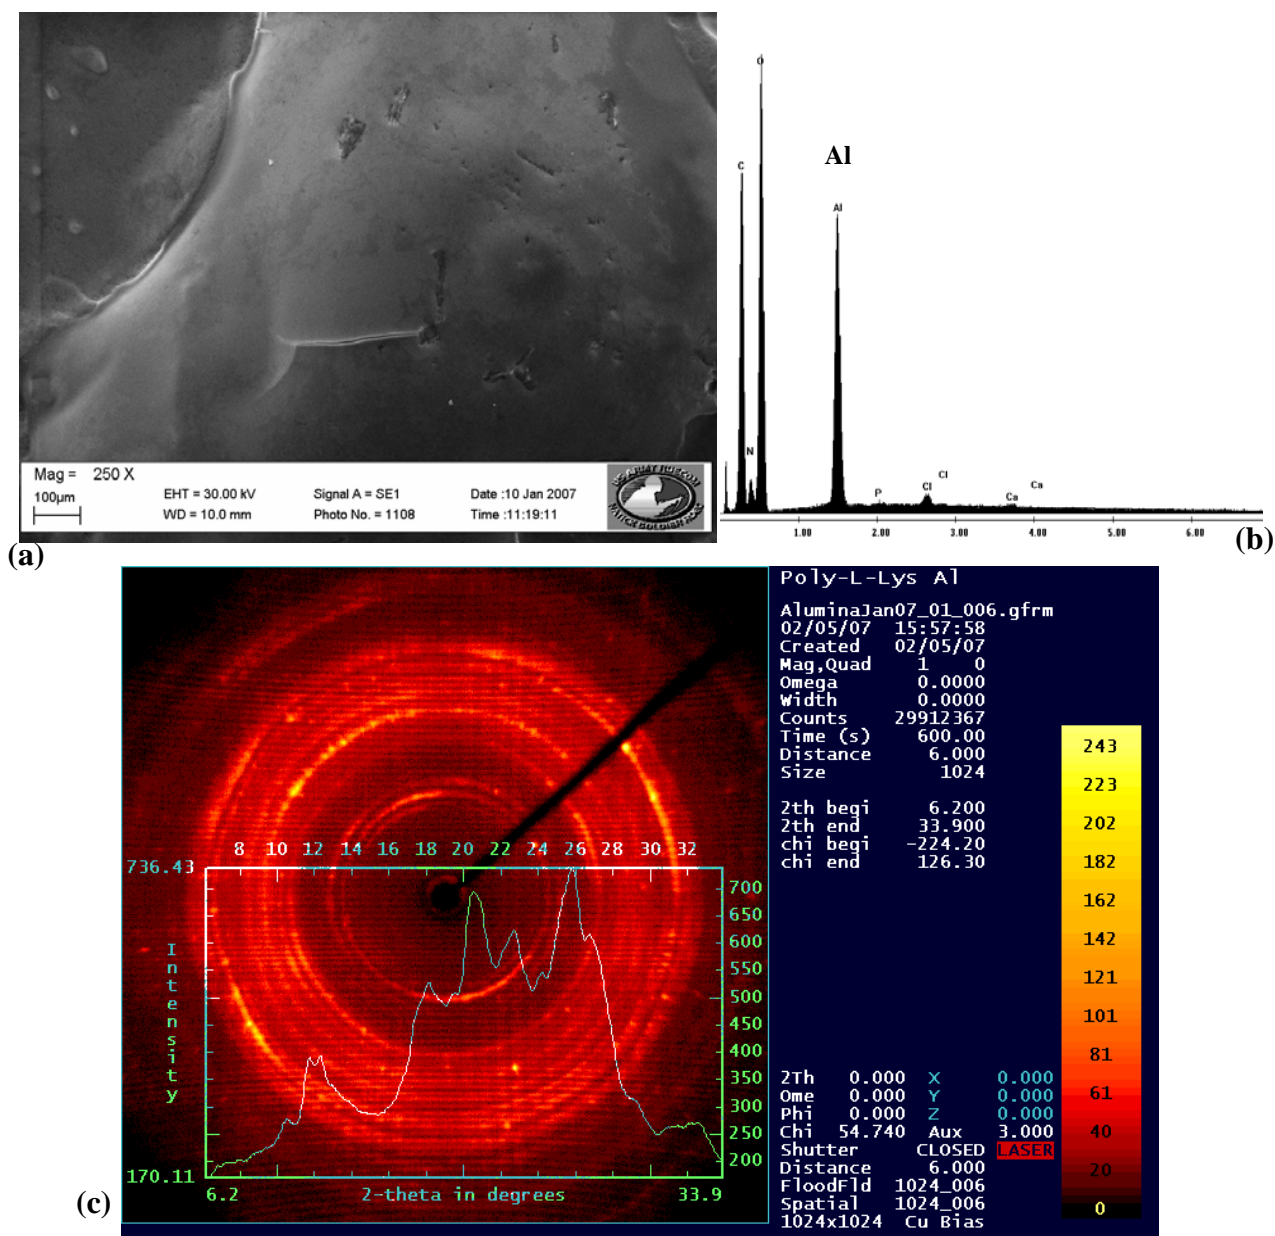 Mag = 250 X
100µm
EHT = 30.00 kV
Signal A = SE1
Date :10 Jan 2007
WD = 10.0 mm
Photo No. = 1108
Time :11:19:11
US ARMY
NATICK SOLDIER
(a)
O
C
Al
Al
N
P
Cl
Cl
Ca
Ca
1.00 2.00 3.00 4.00 5.00 6.00
(b)
Poly-L-Lys Al
AluminaJan07_01_006.gfrm
02/05/07 15:57:58
Created 02/05/07
Mag,Quad 1 0
Omega 0.0000
Width 0.0000
Counts 29912367
Time (s) 600.00
Distance 6.000
Size 1024
2th begi 6.200
2th end 33.900
chi begi -224.20
chi end 126.30
243
223
202
182
162
142
121
101
81
61
40
20
0
8 10 12 14 16 18 20 22 24 26 28 30 32
736.43
700
650
600
550
500
450
400
350
300
250
200
Intensity
170.11
6.2 2-theta in degrees 33.9
2Th 0.000 X 0.000
Ome 0.000 Y 0.000
Phi 0.000 Z 0.000
Chi 54.740 Aux 3.000
Shutter CLOSED LASER
Distance 6.000
FloodFld 1024_006
Spatial 1024_006
1024x1024 Cu Bias
(c)